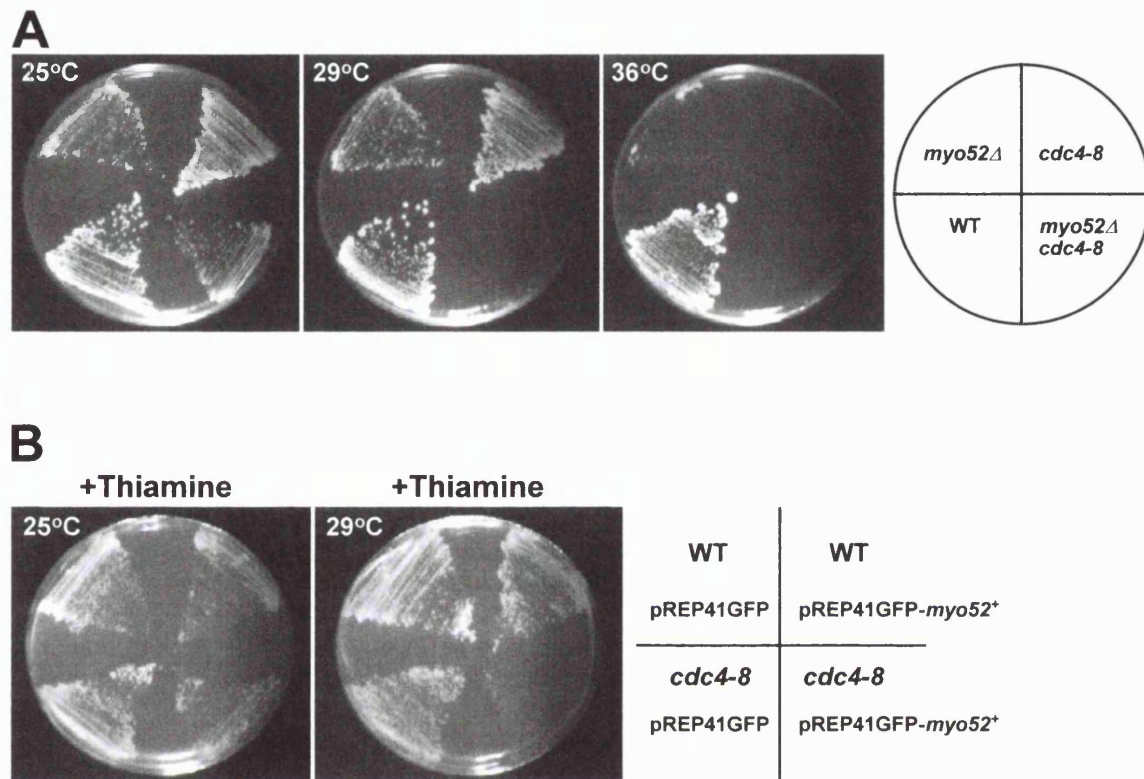 A
25°C
29°C
36°C
myo52Δ
cdc4-8
WT
myo52Δ
cdc4-8
B
+Thiamine
+Thiamine
25°C
29°C
WT
WT
pREP41GFP
pREP41GFP-myo52⁺
cdc4-8
cdc4-8
pREP41GFP
pREP41GFP-myo52⁺